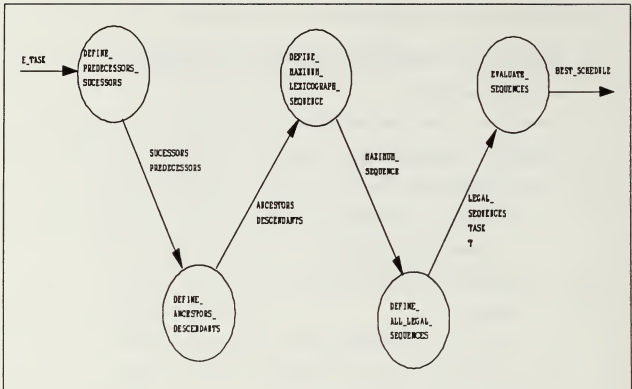 E_TASK
DEFINE_
PREDECESSORS_
SUCESSORS
SUCESSORS
PREDECESSORS
DEFINE_
ANCESTORS_
DESCENDANTS
ANCESTORS
DESCENDANTS
DEFINE_
MAXIMUM_
LEXICOGRAPH_
SEQUENCE
MAXIMUM_
SEQUENCE
DEFINE_
ALL_LEGAL_
SEQUENCES
LEGAL_
SEQUENCES
TASK
T
EVALUATE_
SEQUENCES
BEST_SCHEDULE